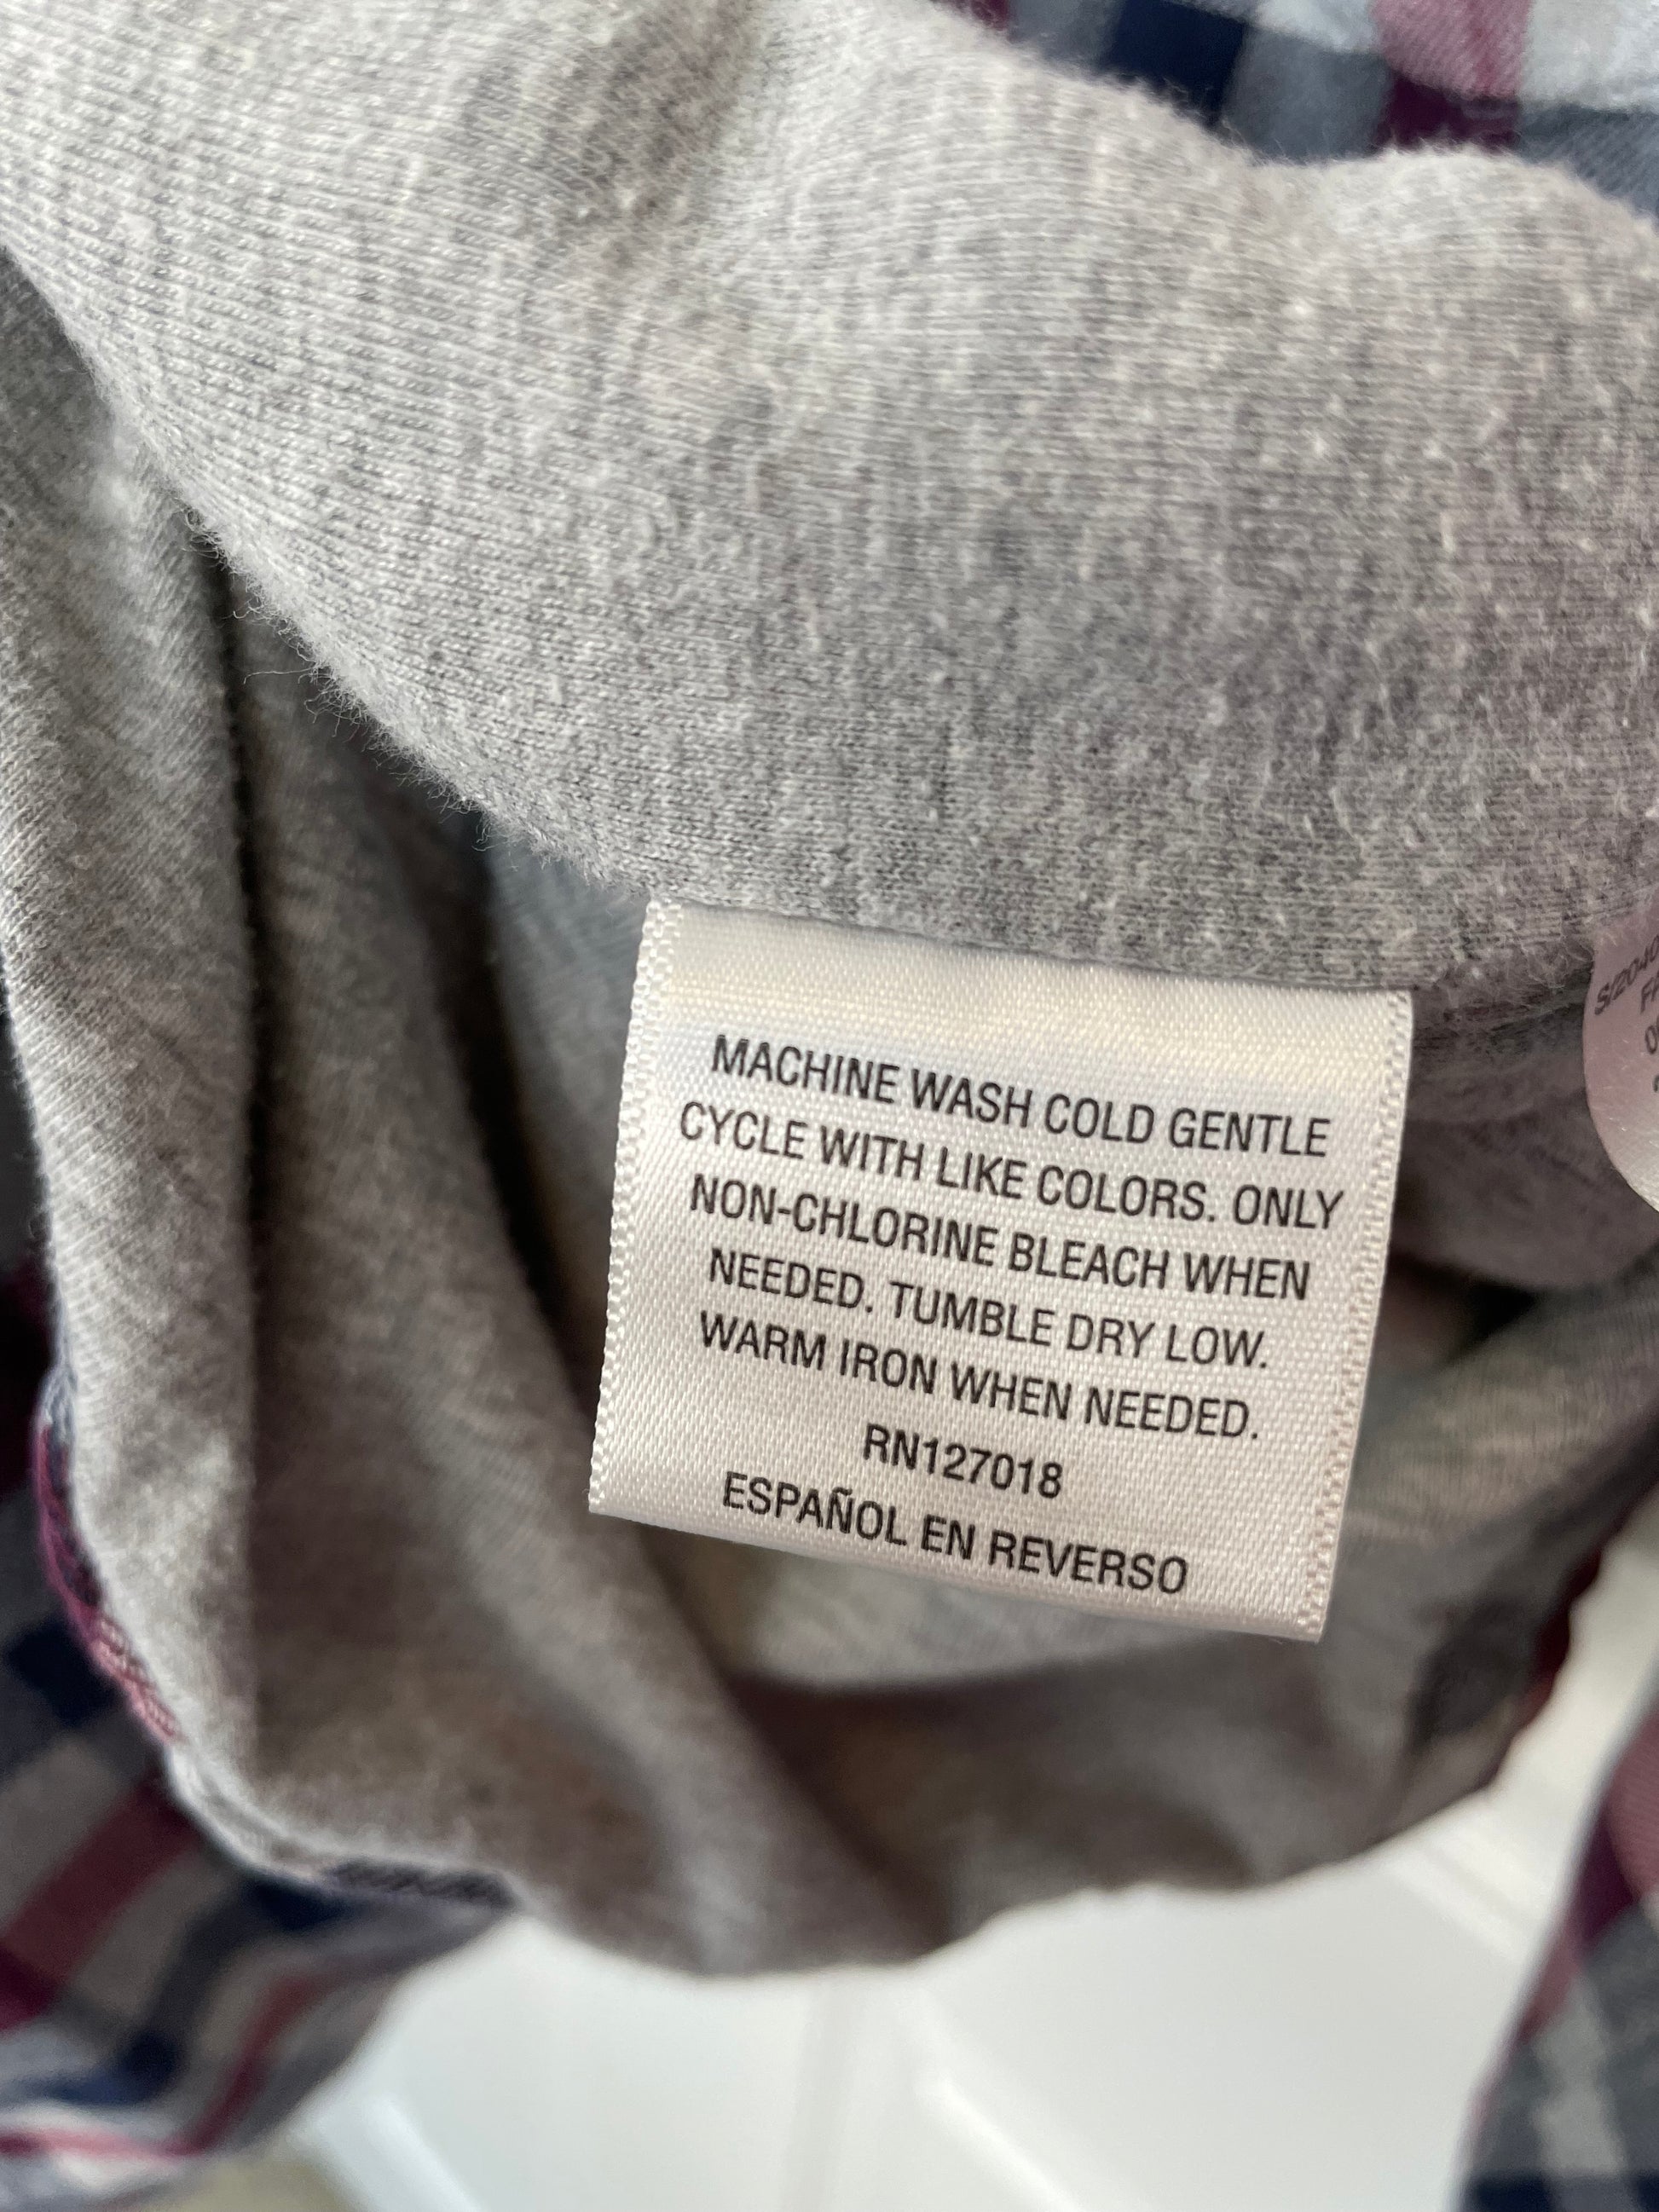 MACHINE WASH COLD GENTLE
CYCLE WITH LIKE COLORS. ONLY
NON-CHLORINE BLEACH WHEN
NEEDED. TUMBLE DRY LOW.
WARM IRON WHEN NEEDED.
RN127018
ESPAÑOL EN REVERSO